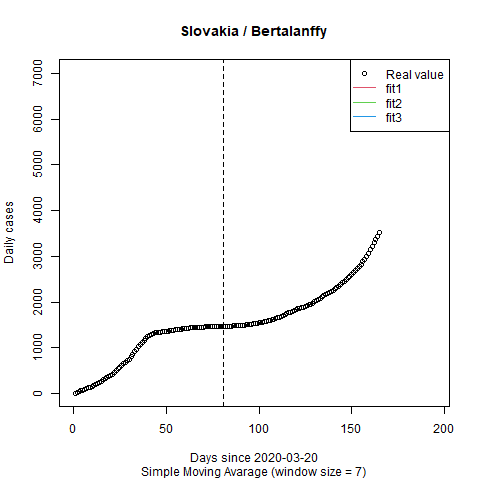 Slovakia / Bertalanffy
Real value
fit1
fit2
fit3
Daily cases
7000
6000
5000
4000
3000
2000
1000
0
0 50 100 150 200
Days since 2020-03-20
Simple Moving Avarage (window size = 7)